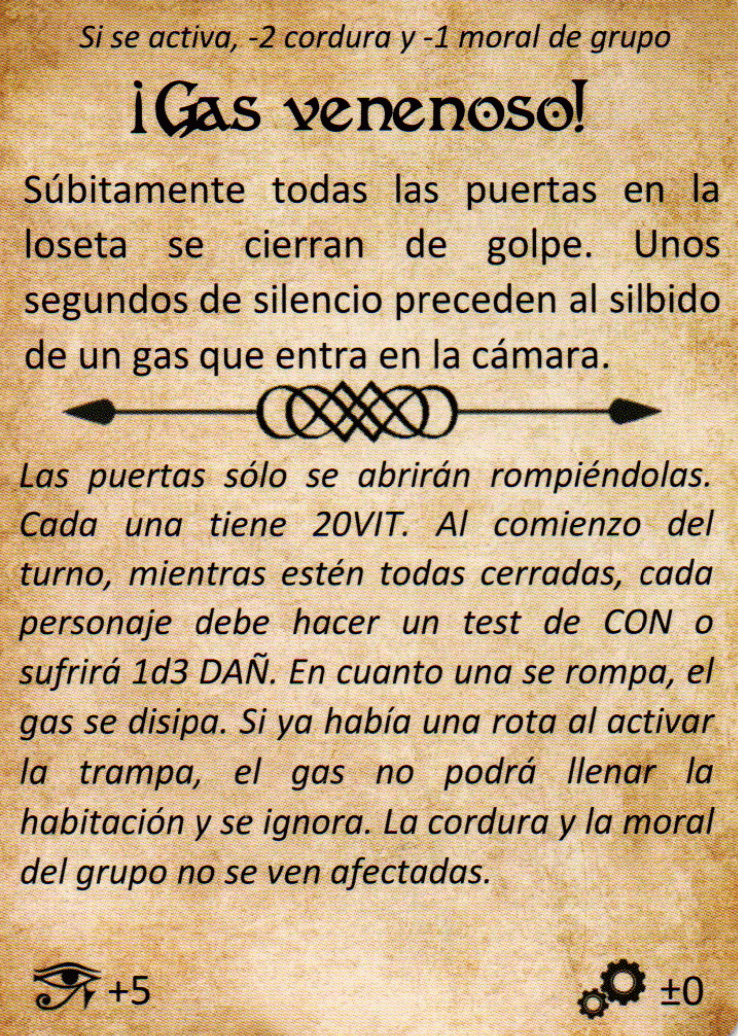 Si se activa, -2 cordura y -1 moral de grupo
¡Gas venenoso!
Súbitamente todas las puertas en la
loseta se cierran de golpe. Unos
segundos de silencio preceden al silbido
de un gas que entra en la cámara.
Las puertas sólo se abrirán rompiéndolas.
Cada una tiene 20VIT. Al comienzo del
turno, mientras estén todas cerradas, cada
personaje debe hacer un test de CON o
sufrirá 1d3 DAÑ. En cuanto una se rompa, el
gas se disipa. Si ya había una rota al activar
la trampa, el gas no podrá llenar la
habitación y se ignora. La cordura y la moral
del grupo no se ven afectadas.
+5 ±0